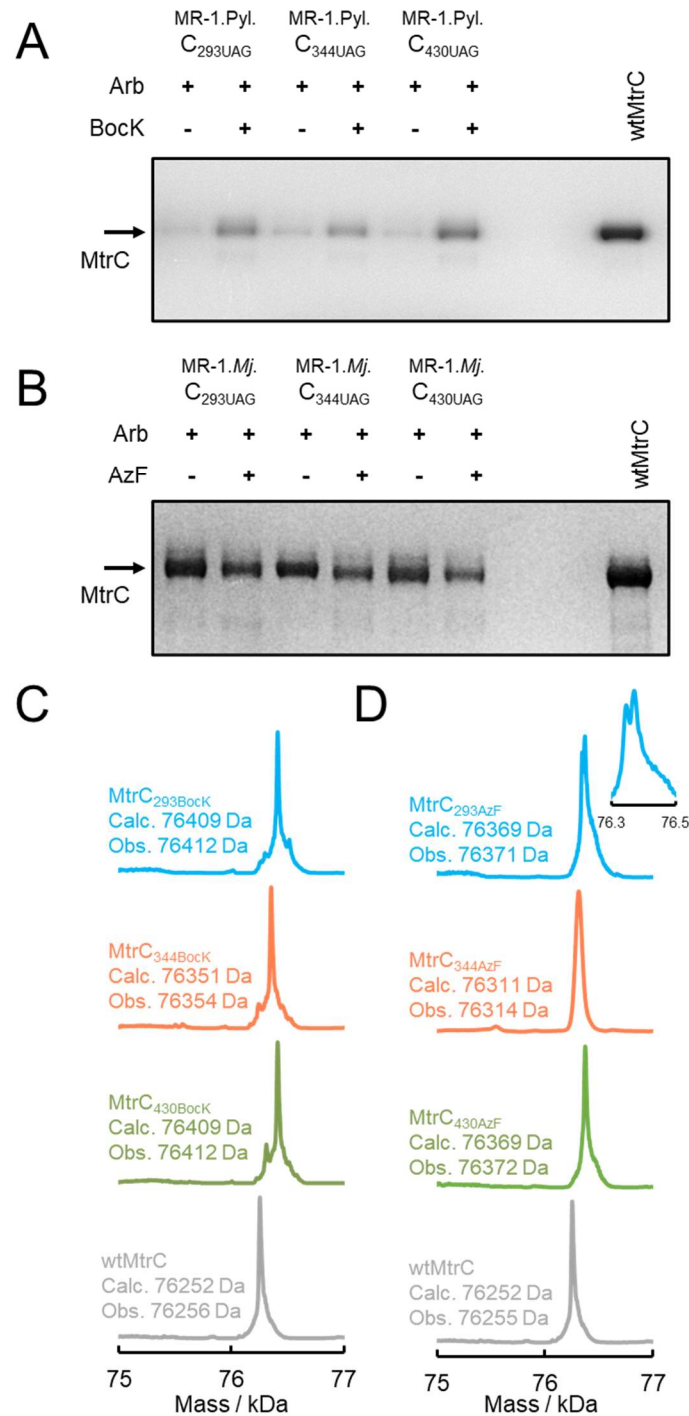 A
MR-1.Pyl. MR-1.Pyl. MR-1.Pyl.
C293UAG C344UAG C430UAG
Arb + + + + + +
BocK - + - + - +
wtMtrC
MtrC
B
MR-1.Mj. MR-1.Mj. MR-1.Mj.
C293UAG C344UAG C430UAG
Arb + + + + + +
AzF - + - + - +
wtMtrC
MtrC
C
MtrC293BocK
Calc. 76409 Da
Obs. 76412 Da
MtrC344BocK
Calc. 76351 Da
Obs. 76354 Da
MtrC430BocK
Calc. 76409 Da
Obs. 76412 Da
wtMtrC
Calc. 76252 Da
Obs. 76256 Da
75 76 77
Mass / kDa
D
76.3 76.5
MtrC293AzF
Calc. 76369 Da
Obs. 76371 Da
MtrC344AzF
Calc. 76311 Da
Obs. 76314 Da
MtrC430AzF
Calc. 76369 Da
Obs. 76372 Da
wtMtrC
Calc. 76252 Da
Obs. 76255 Da
75 76 77
Mass / kDa